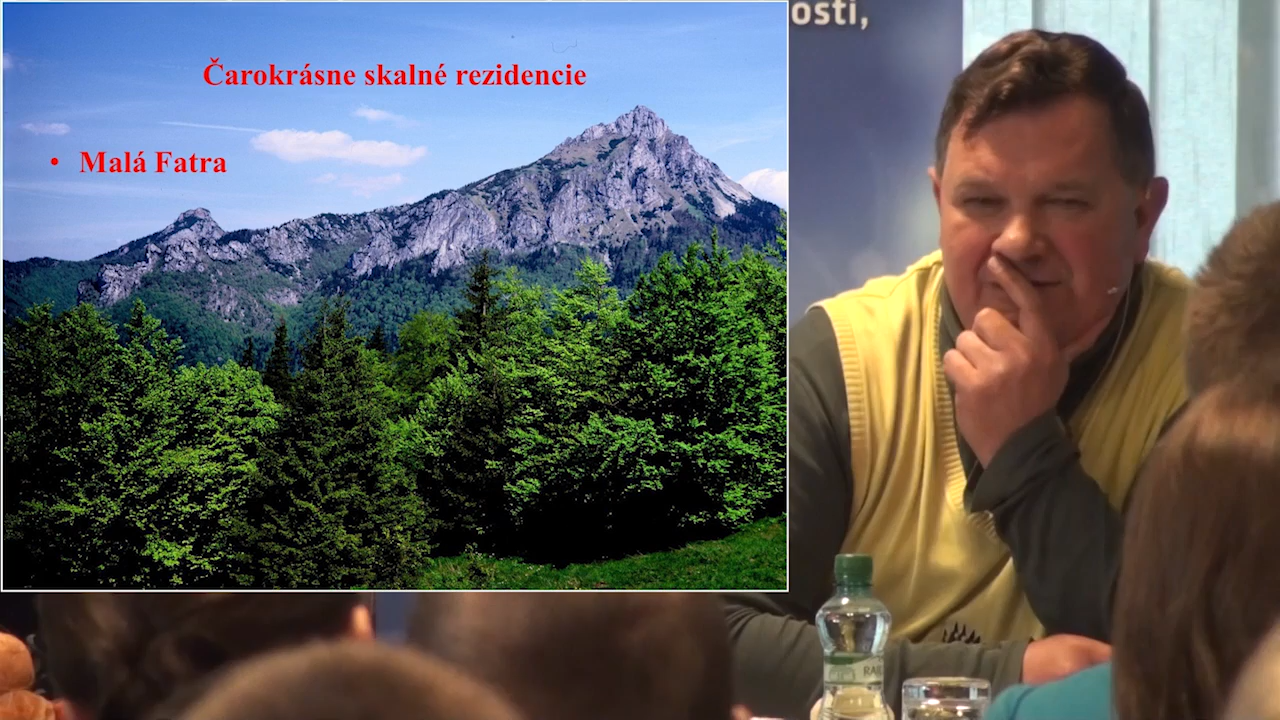 Čarokrásne skalné rezidencie
• Malá Fatra
osti,